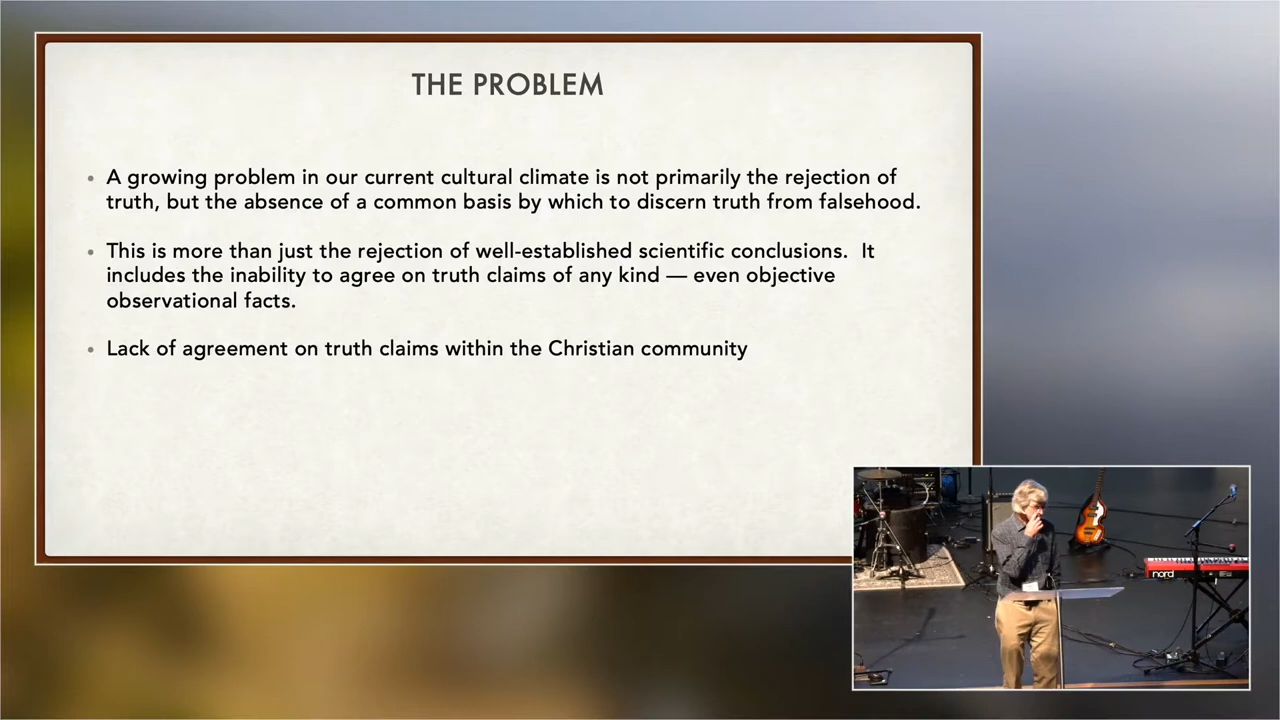 THE PROBLEM
A growing problem in our current cultural climate is not primarily the rejection of
truth, but the absence of a common basis by which to discern truth from falsehood.
This is more than just the rejection of well-established scientific conclusions.  It
includes the inability to agree on truth claims of any kind — even objective
observational facts.
Lack of agreement on truth claims within the Christian community
nord